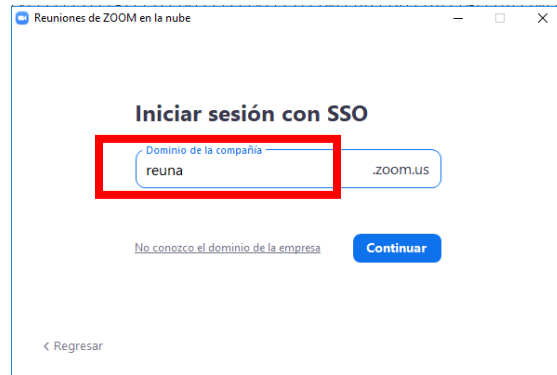 Reuniones de ZOOM en la nube
Iniciar sesión con SSO
Dominio de la compañía
reuna .zoom.us
No conozco el dominio de la empresa Continuar
< Regresar